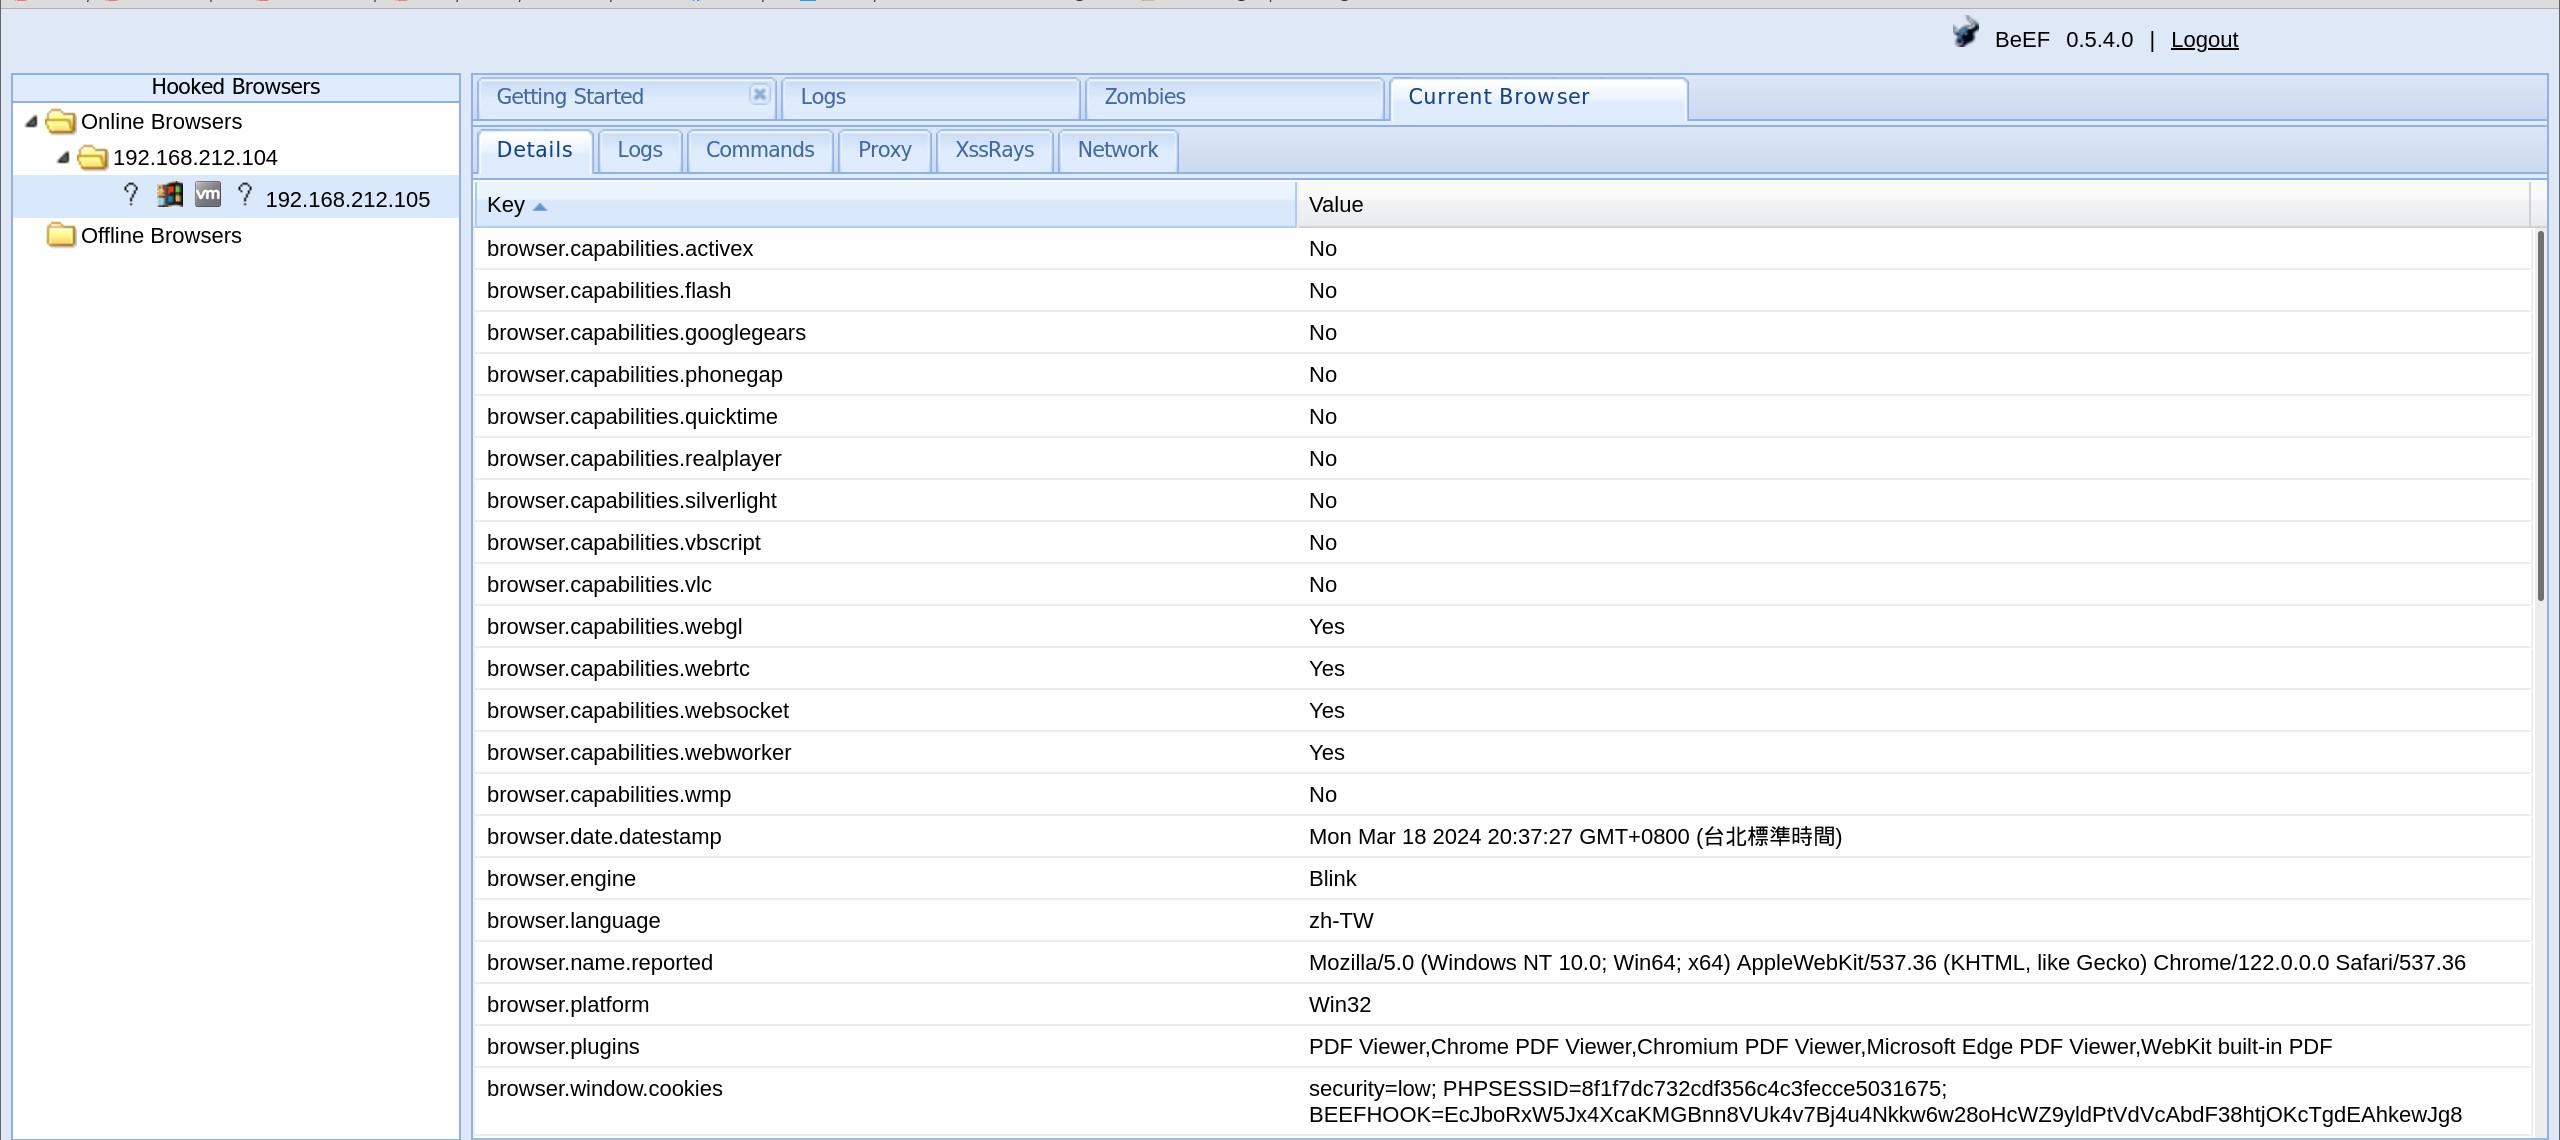 BeEF 0.5.4.0 | Logout
Hooked Browsers
Online Browsers
192.168.212.104
? vm ? 192.168.212.105
Offline Browsers
Getting Started Logs Zombies Current Browser
Details Logs Commands Proxy XssRays Network
Key Value
browser.capabilities.activex No
browser.capabilities.flash No
browser.capabilities.googlegears No
browser.capabilities.phonegap No
browser.capabilities.quicktime No
browser.capabilities.realplayer No
browser.capabilities.silverlight No
browser.capabilities.vbscript No
browser.capabilities.vlc No
browser.capabilities.webgl Yes
browser.capabilities.webrtc Yes
browser.capabilities.websocket Yes
browser.capabilities.webworker Yes
browser.capabilities.wmp No
browser.date.datestamp Mon Mar 18 2024 20:37:27 GMT+0800 (台北標準時間)
browser.engine Blink
browser.language zh-TW
browser.name.reported Mozilla/5.0 (Windows NT 10.0; Win64; x64) AppleWebKit/537.36 (KHTML, like Gecko) Chrome/122.0.0.0 Safari/537.36
browser.platform Win32
browser.plugins PDF Viewer,Chrome PDF Viewer,Chromium PDF Viewer,Microsoft Edge PDF Viewer,WebKit built-in PDF
browser.window.cookies security=low; PHPSESSID=8f1f7dc732cdf356c4c3fecce5031675;
BEEFHOOK=EcJboRxW5Jx4XcaKMGBnn8VUk4v7Bj4u4Nkkw6w28oHcWZ9yldPtVdVcAbdF38htjOKcTgdEAhkewJg8